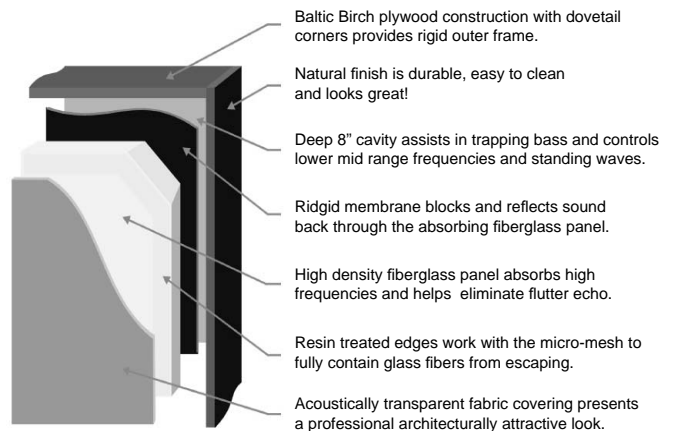 Baltic Birch plywood construction with dovetail
corners provides rigid outer frame.
Natural finish is durable, easy to clean
and looks great!
Deep 8” cavity assists in trapping bass and controls
lower mid range frequencies and standing waves.
Ridgid membrane blocks and reflects sound
back through the absorbing fiberglass panel.
High density fiberglass panel absorbs high
frequencies and helps  eliminate flutter echo.
Resin treated edges work with the micro-mesh to
fully contain glass fibers from escaping.
Acoustically transparent fabric covering presents
a professional architecturally attractive look.